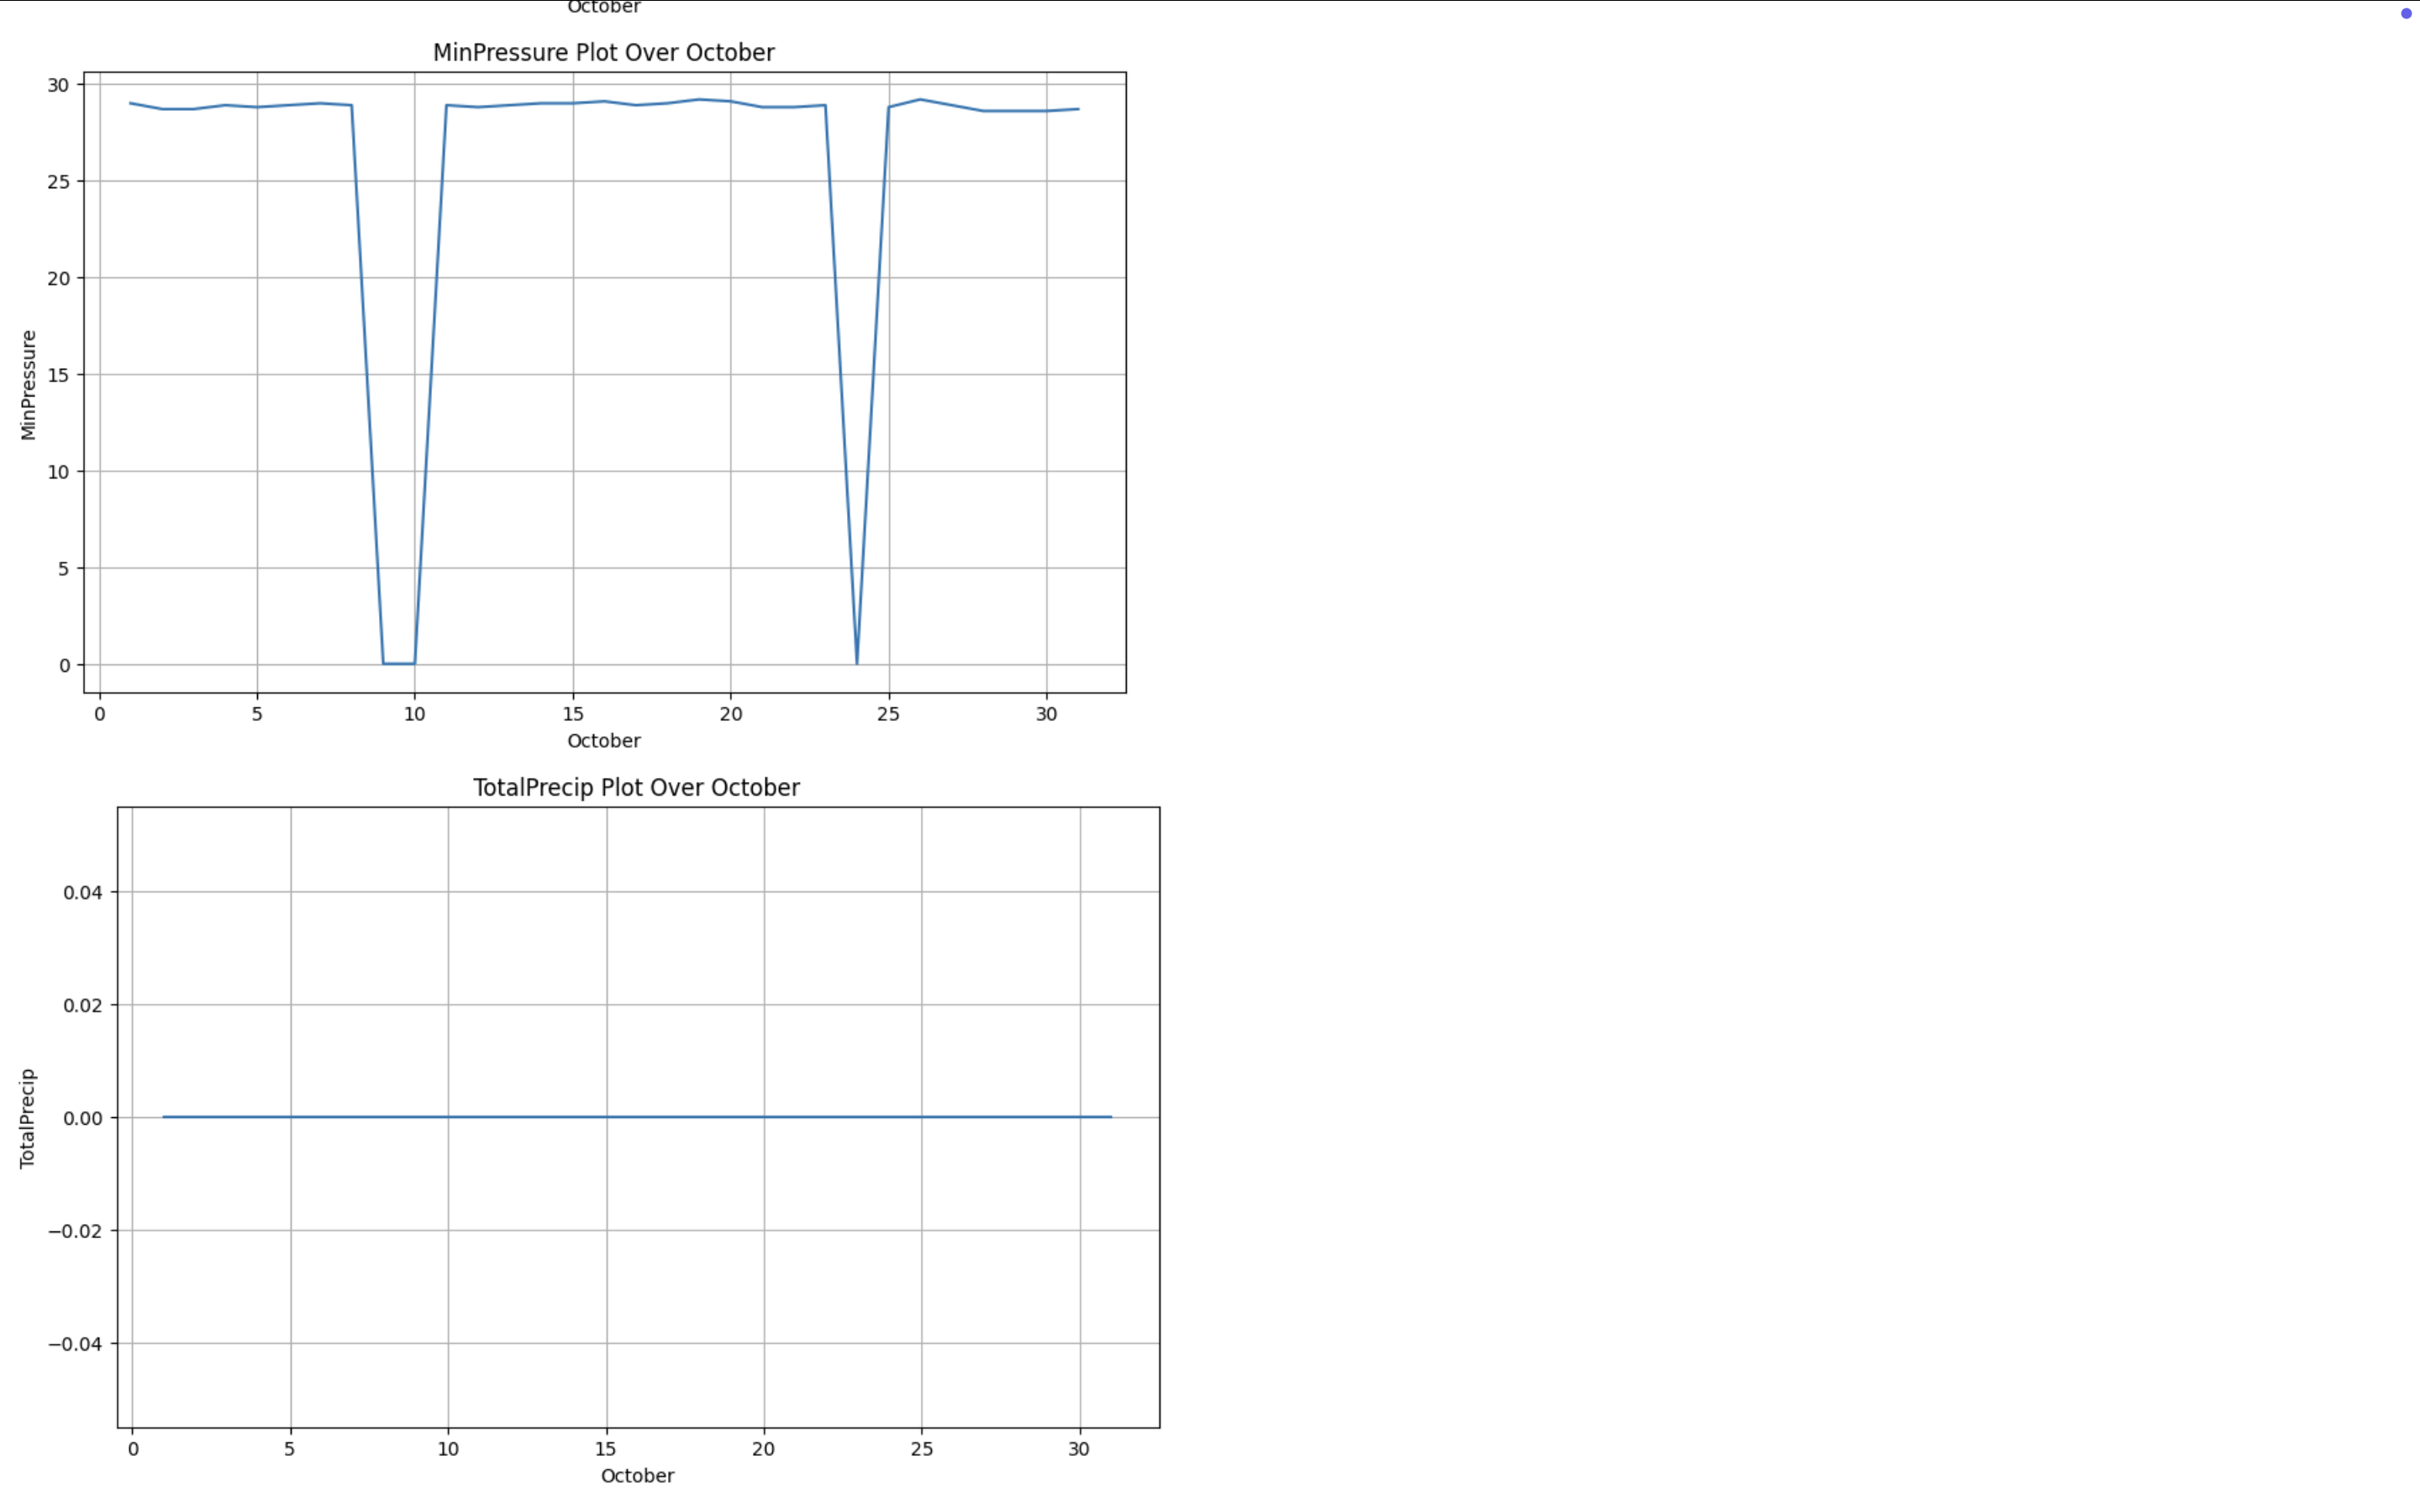 October
MinPressure Plot Over October
30
25
20
15
10
5
0
MinPressure
0 5 10 15 20 25 30
October
TotalPrecip Plot Over October
0.04
0.02
0.00
−0.02
−0.04
TotalPrecip
0 5 10 15 20 25 30
October